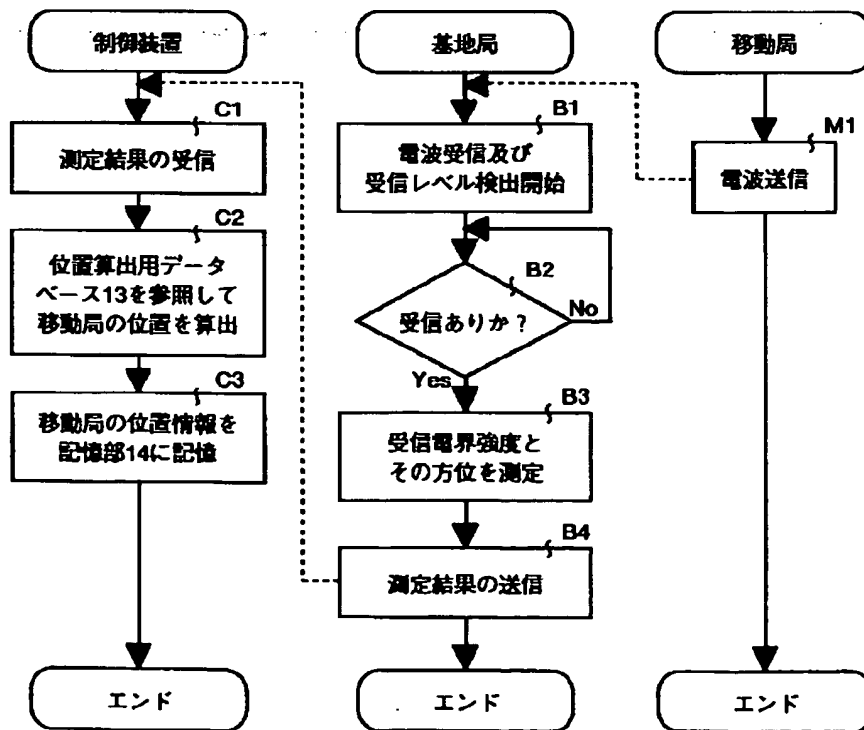 制御装置
C1
測定結果の受信
C2
位置算出用データ
ベース13を参照して
移動局の位置を算出
C3
移動局の位置情報を
記憶部14に記憶
エンド
基地局
B1
電波受信及び
受信レベル検出開始
B2
受信ありか？
No
Yes
B3
受信電界強度と
その方位を測定
B4
測定結果の送信
エンド
移動局
M1
電波送信
エンド